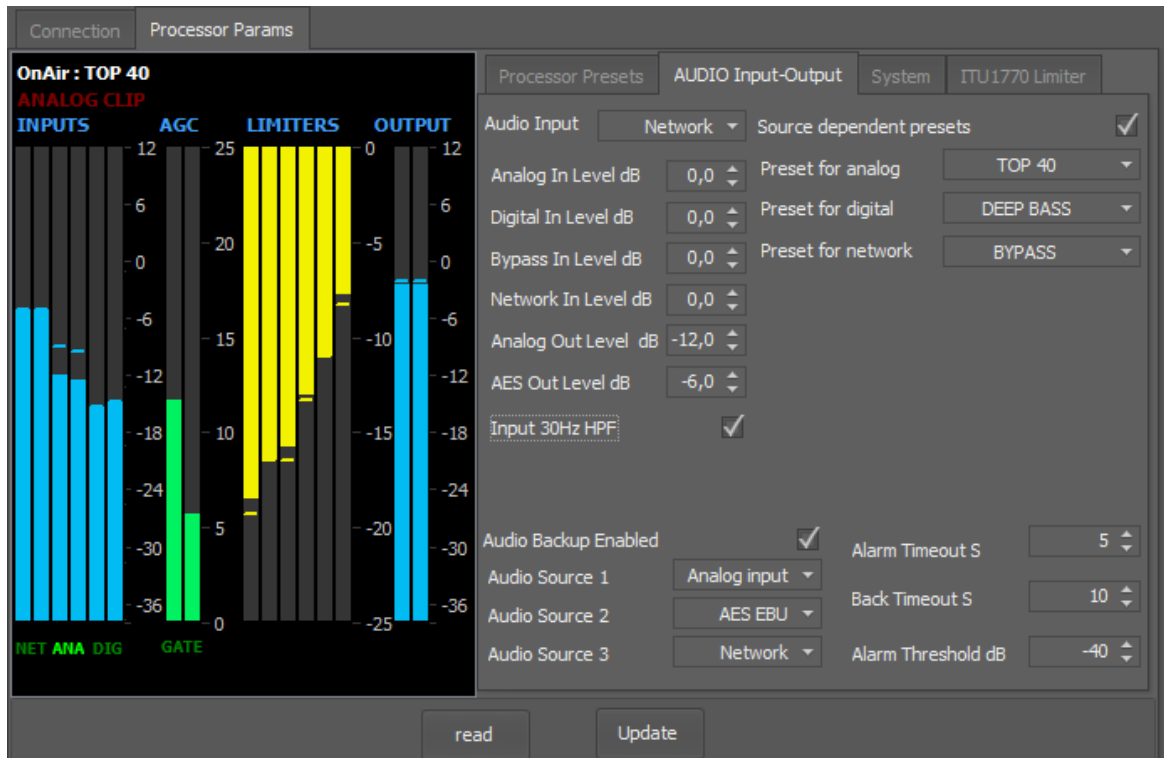 Connection Processor Params
OnAir : TOP 40
ANALOG CLIP
INPUTS AGC LIMITERS OUTPUT
12 25 0 12
6 20 -5 6
0 0
-6 15 -10 -6
-12 -12
-18 10 -15 -18
-24 -24
-30 5 -20 -30
-36 0 -25 -36
NET ANA DIG GATE
Processor Presets AUDIO Input-Output System ITU1770 Limiter
Audio Input Network Source dependent presets
Analog In Level dB 0,0 Preset for analog TOP 40
Digital In Level dB 0,0 Preset for digital DEEP BASS
Bypass In Level dB 0,0 Preset for network BYPASS
Network In Level dB 0,0
Analog Out Level dB -12,0
AES Out Level dB -6,0
Input 30Hz HPF
Audio Backup Enabled Alarm Timeout S 5
Audio Source 1 Analog input
Audio Source 2 AES EBU Back Timeout S 10
Audio Source 3 Network Alarm Threshold dB -40
read Update